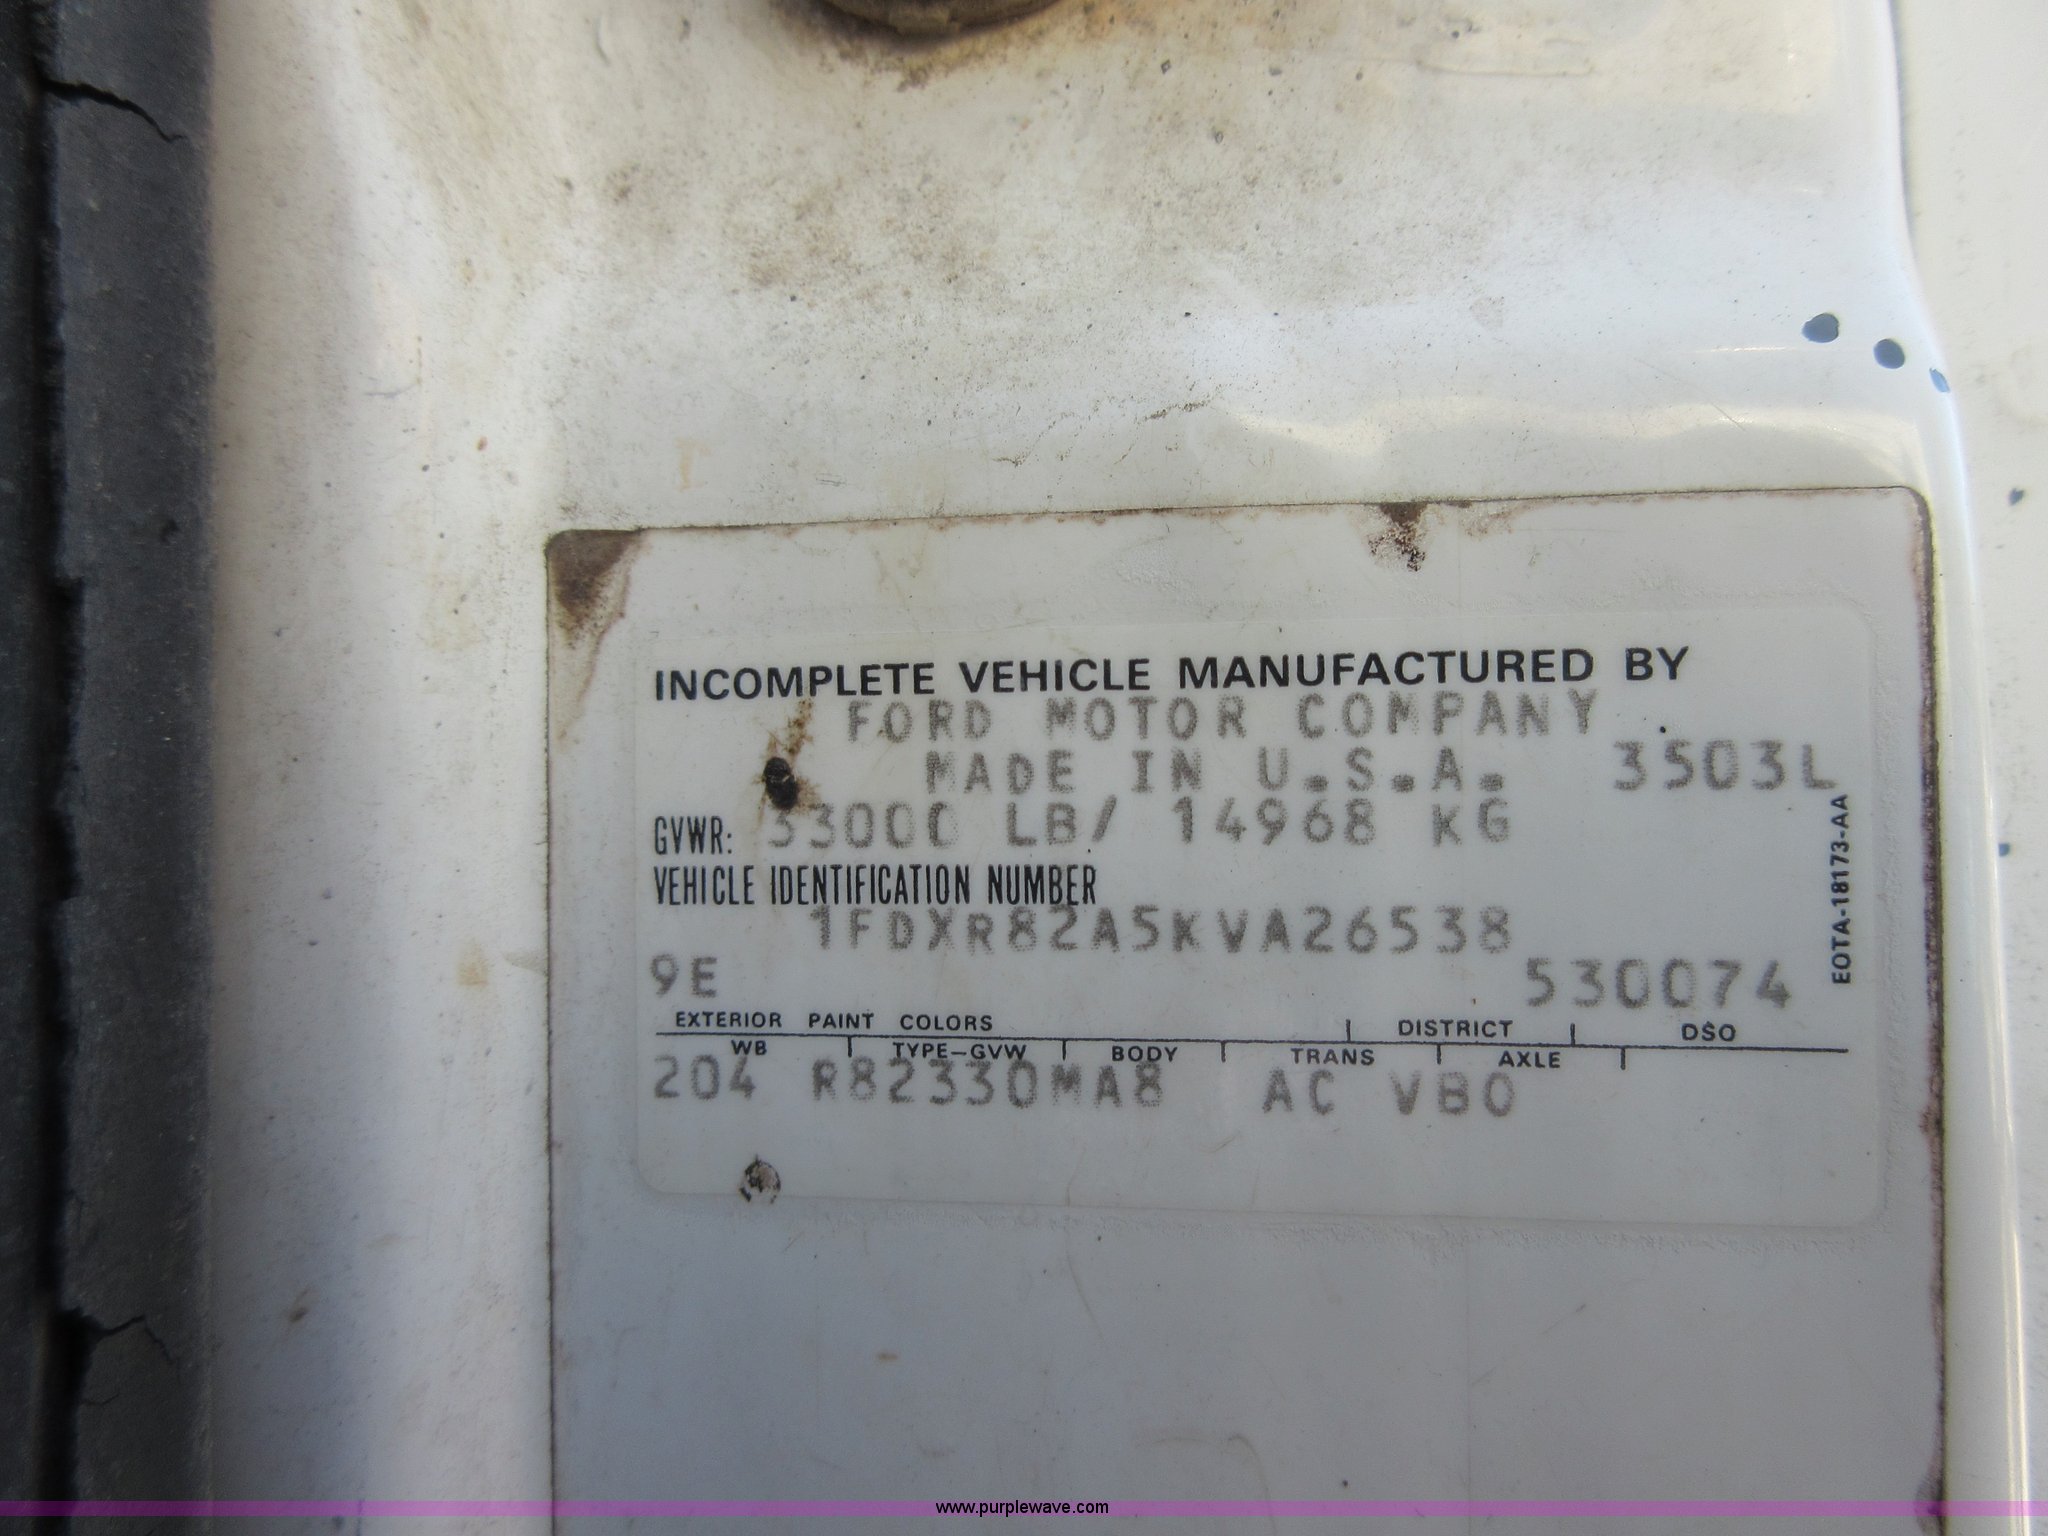 INCOMPLETE VEHICLE MANUFACTURED BY
FORD MOTOR COMPANY
MADE IN U.S.A. 3503L
GVWR: 33000 LB/ 14968 KG
VEHICLE IDENTIFICATION NUMBER
1FDXR82A5KVA26538
9E 530074
EXTERIOR PAINT COLORS DISTRICT DSO
WB TYPE-GVW BODY TRANS AXLE
204 R82330MA8 AC VB0
EOTA-18173-AA
www.purplewave.com